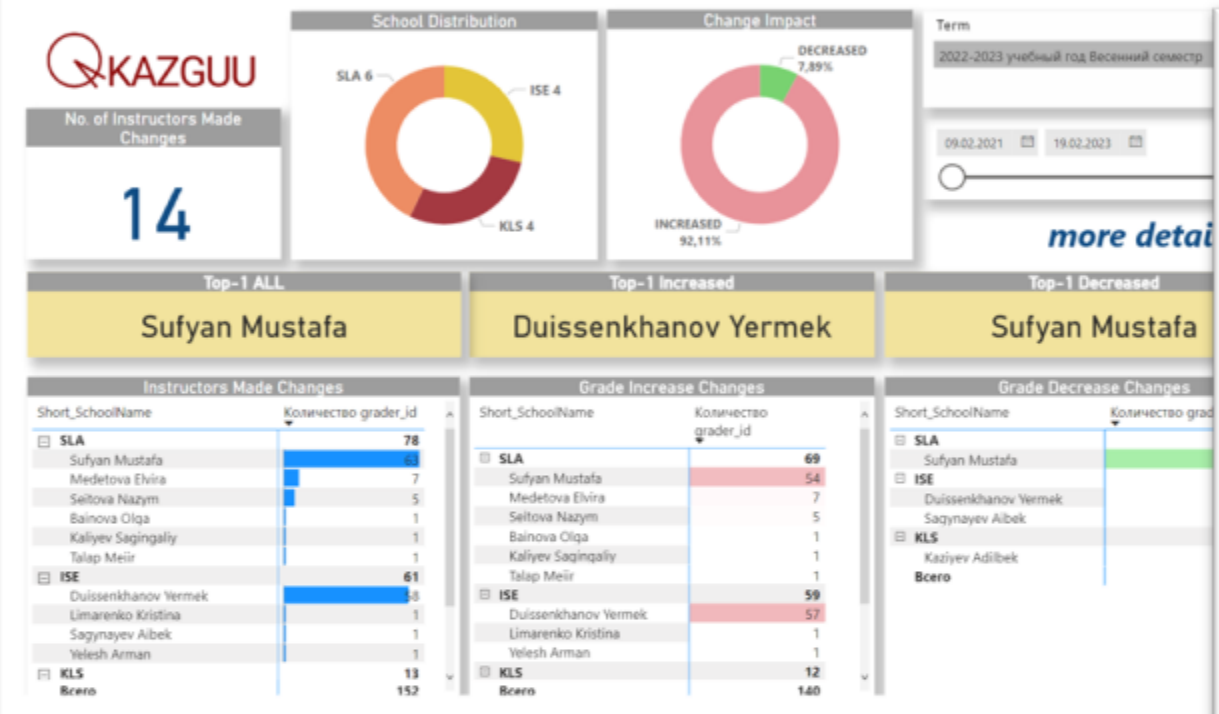 KAZGUU
No. of Instructors Made
Changes
14
School Distribution
SLA 6
ISE 4
KLS 4
Change Impact
DECREASED
7,89%
INCREASED
92,11%
Term
2022-2023 учебный год Весенний семестр
09.02.2021 19.02.2023
more detai
Top-1 ALL
Sufyan Mustafa
Top-1 Increased
Duissenkhanov Yermek
Top-1 Decreased
Sufyan Mustafa
Instructors Made Changes
Short_SchoolName Количество grader_id
SLA 78
Sufyan Mustafa 63
Medetova Elvira 7
Seitova Nazym 5
Bainova Olga 1
Kaliyev Sagingaliy 1
Talap Meiir 1
ISE 61
Duissenkhanov Yermek 58
Limarenko Kristina 1
Sagynayev Aibek 1
Yelesh Arman 1
KLS 13
Всего 152
Grade Increase Changes
Short_SchoolName Количество
grader_id
SLA 69
Sufyan Mustafa 54
Medetova Elvira 7
Seitova Nazym 5
Bainova Olga 1
Kaliyev Sagingaliy 1
Talap Meiir 1
ISE 59
Duissenkhanov Yermek 57
Limarenko Kristina 1
Yelesh Arman 1
KLS 12
Всего 140
Grade Decrease Changes
Short_SchoolName Количество grad
SLA
Sufyan Mustafa
ISE
Duissenkhanov Yermek
Sagynayev Aibek
KLS
Kaziyev Adilbek
Всего